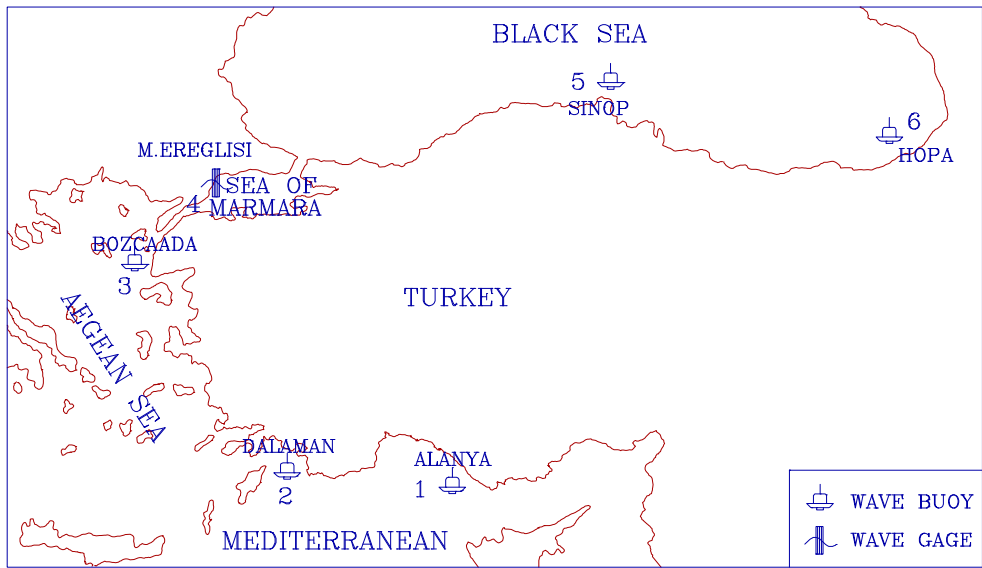 BLACK SEA
5
SINOP
6
HOPA
M.EREGLISI
SEA OF
4 MARMARA
BOZCAADA
3
TURKEY
AEGEAN SEA
DALAMAN
2
ALANYA
1
MEDITERRANEAN
WAVE BUOY
WAVE GAGE